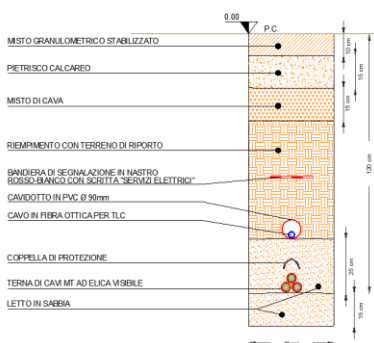 0.00
P.C.
MISTO GRANULOMETRICO STABILIZZATO
10 cm
PIETRISCO CALCAREO
15 cm
MISTO DI CAVA
15 cm
RIEMPIMENTO CON TERRENO DI RIPORTO
BANDIERA DI SEGNALAZIONE IN NASTRO
ROSSO-BIANCO CON SCRITTA "SERVIZI ELETTRICI"
CAVIDOTTO IN PVC Ø 90mm
CAVO IN FIBRA OTTICA PER TLC
COPPELLA DI PROTEZIONE
25 cm
TERNA DI CAVI MT AD ELICA VISIBILE
LETTO IN SABBIA
15 cm